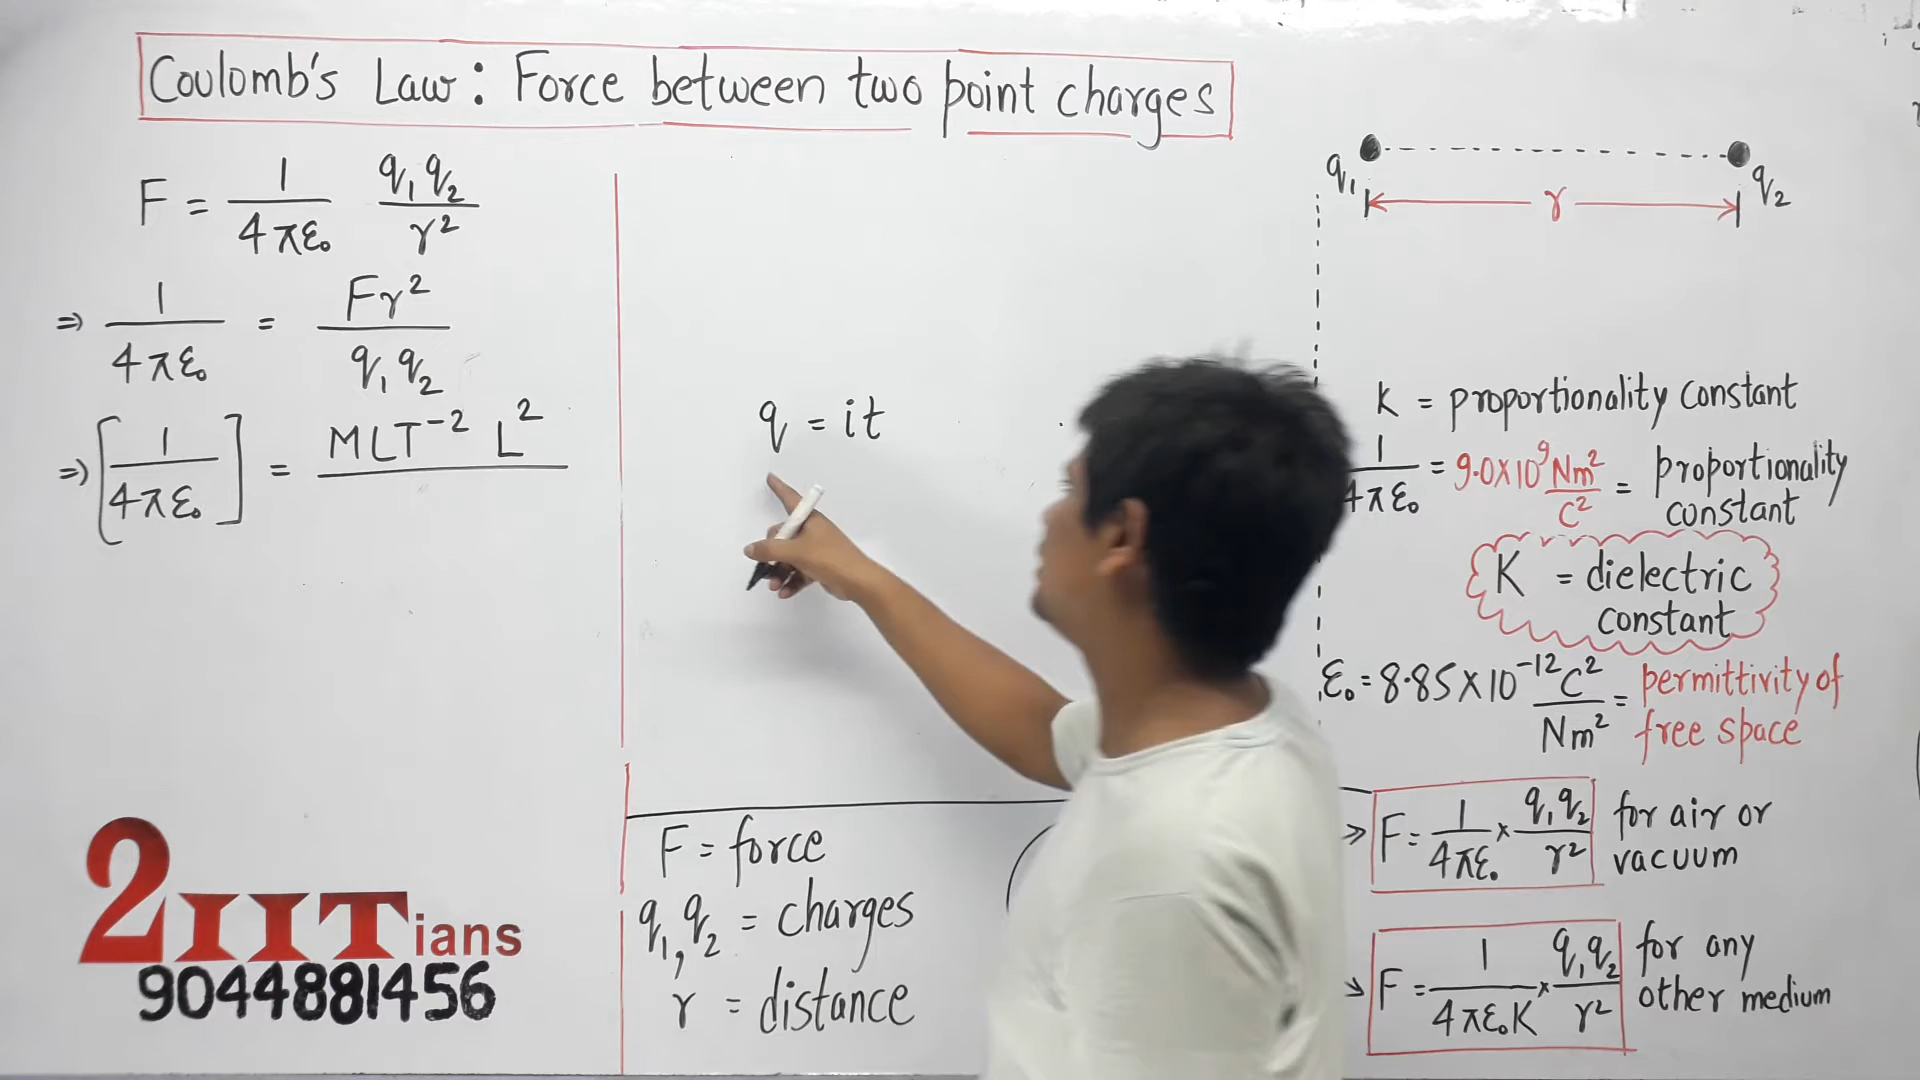 Coulomb's Law: Force between two point charges
F = 1/4πε₀ q₁q₂/r²
⇒ 1/4πε₀ = Fr²/q₁q₂
⇒ [1/4πε₀] = MLT⁻² L²
q = it
F = force
q₁, q₂ = charges
r = distance
q₁ q₂
r
k = proportionality constant
1/4πε₀ = 9.0×10⁹ Nm²/C² = proportionality
constant
K = dielectric
constant
ε₀ = 8.85×10⁻¹² C²/Nm² = permittivity of
free space
⇒ F = 1/4πε₀ × q₁q₂/r² for air or
vacuum
F = 1/4πε₀K × q₁q₂/r² for any
other medium
2IITians
9044881456